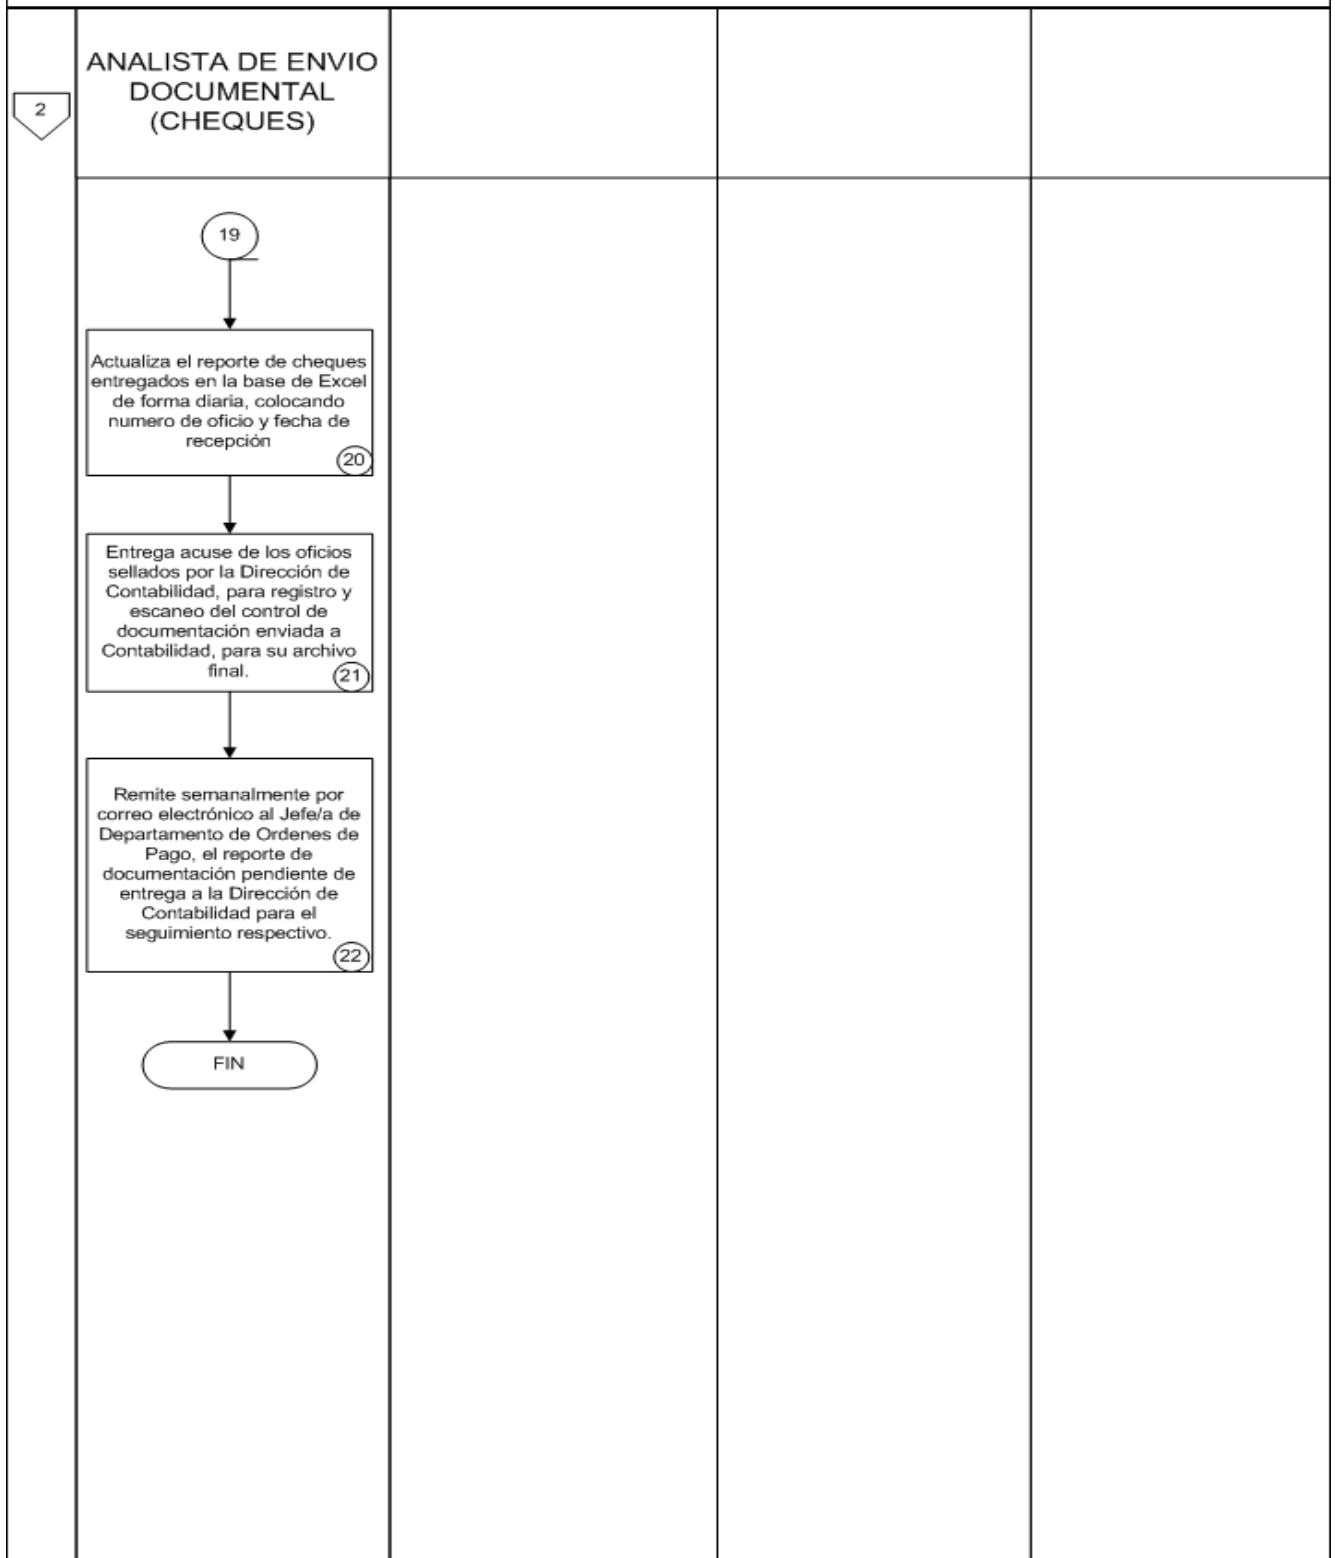 2
ANALISTA DE ENVIO
DOCUMENTAL
(CHEQUES)
19
Actualiza el reporte de cheques
entregados en la base de Excel
de forma diaria, colocando
numero de oficio y fecha de
recepción
20
Entrega acuse de los oficios
sellados por la Dirección de
Contabilidad, para registro y
escaneo del control de
documentación enviada a
Contabilidad, para su archivo
final.
21
Remite semanalmente por
correo electrónico al Jefe/a de
Departamento de Ordenes de
Pago, el reporte de
documentación pendiente de
entrega a la Dirección de
Contabilidad para el
seguimiento respectivo.
22
FIN